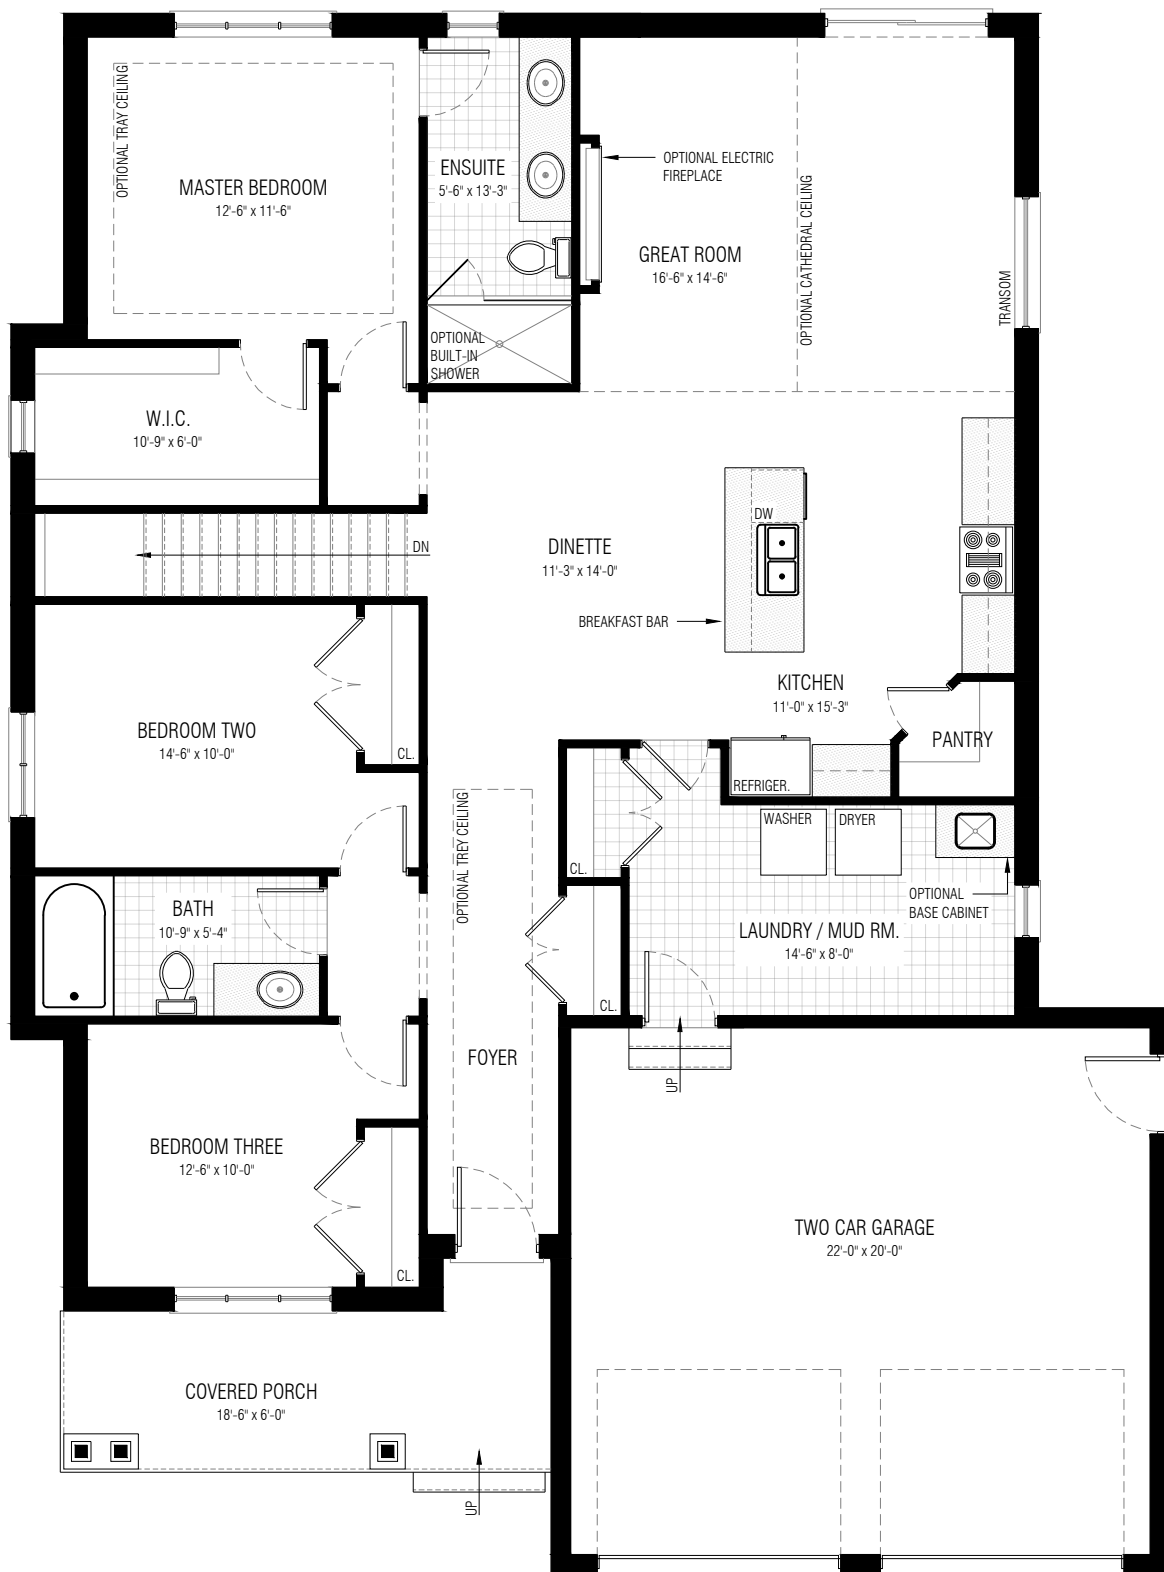 OPTIONAL TRAY CEILING
MASTER BEDROOM
12'-6" x 11'-6"
ENSUITE
5'-6" x 13'-3"
OPTIONAL ELECTRIC
FIREPLACE
GREAT ROOM
16'-6" x 14'-6"
OPTIONAL CATHEDRAL CEILING
TRANSOM
OPTIONAL
BUILT-IN
SHOWER
W.I.C.
10'-9" x 6'-0"
DN
DINETTE
11'-3" x 14'-0"
DW
BREAKFAST BAR
KITCHEN
11'-0" x 15'-3"
PANTRY
REFRIGER.
BEDROOM TWO
14'-6" x 10'-0"
CL.
OPTIONAL TREY CEILING
CL.
WASHER
DRYER
OPTIONAL
BASE CABINET
LAUNDRY / MUD RM.
14'-6" x 8'-0"
BATH
10'-9" x 5'-4"
CL.
FOYER
UP
BEDROOM THREE
12'-6" x 10'-0"
CL.
TWO CAR GARAGE
22'-0" x 20'-0"
COVERED PORCH
18'-6" x 6'-0"
UP